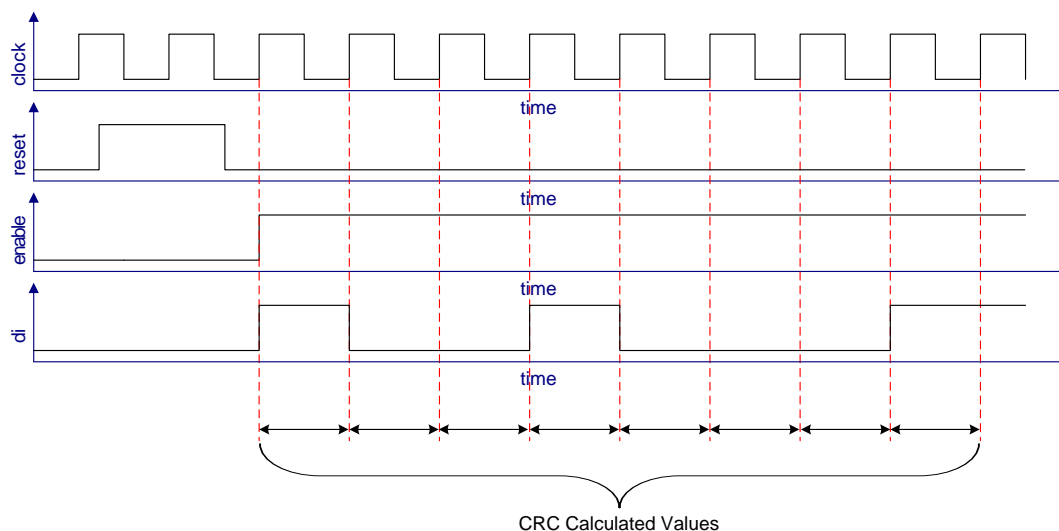 clock
time
reset
time
enable
time
di
time
CRC Calculated Values